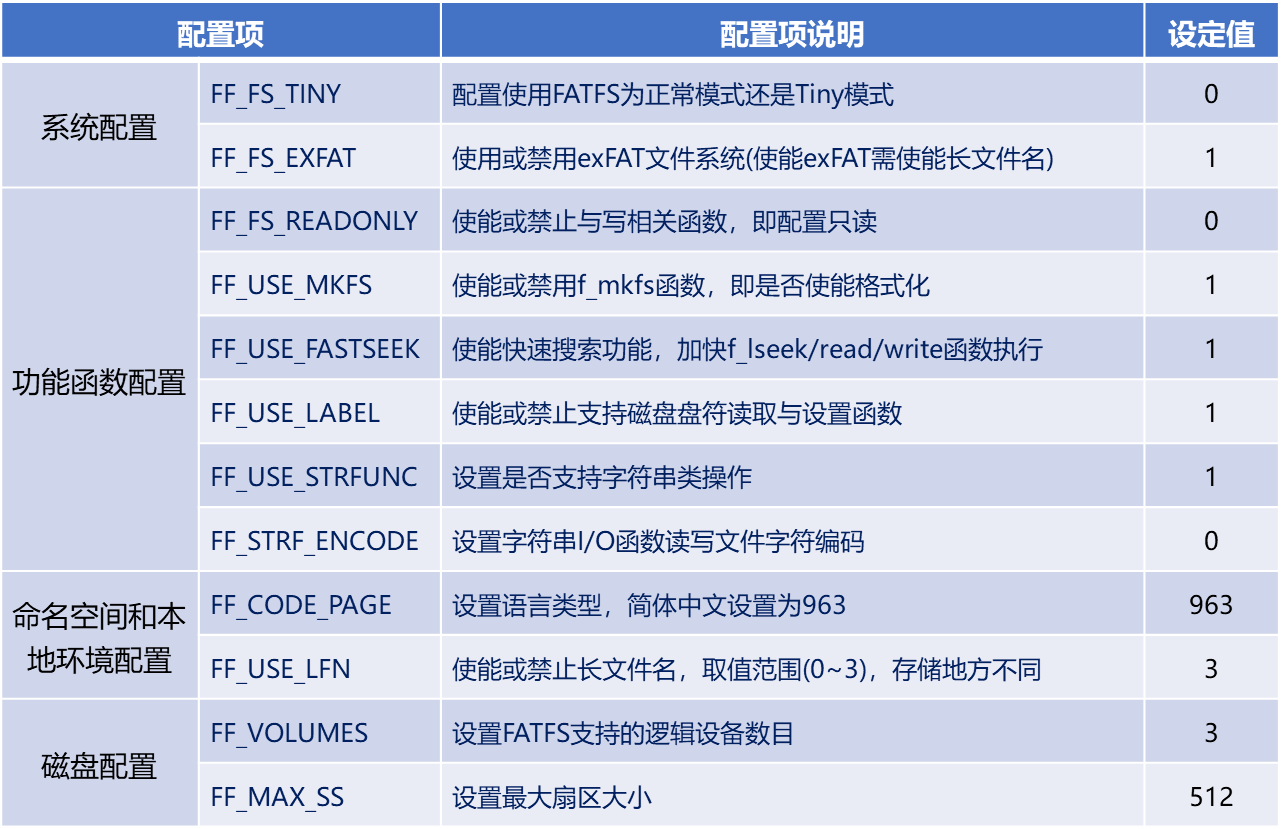 配置项 配置项说明 设定值
系统配置
FF_FS_TINY 配置使用FATFS为正常模式还是Tiny模式 0
FF_FS_EXFAT 使用或禁用exFAT文件系统(使能exFAT需使能长文件名) 1
功能函数配置
FF_FS_READONLY 使能或禁止与写相关函数，即配置只读 0
FF_USE_MKFS 使能或禁用f_mkfs函数，即是否使能格式化 1
FF_USE_FASTSEEK 使能快速搜索功能，加快f_lseek/read/write函数执行 1
FF_USE_LABEL 使能或禁止支持磁盘盘符读取与设置函数 1
FF_USE_STRFUNC 设置是否支持字符串类操作 1
FF_STRF_ENCODE 设置字符串I/O函数读写文件字符编码 0
命名空间和本
地环境配置
FF_CODE_PAGE 设置语言类型，简体中文设置为963 963
FF_USE_LFN 使能或禁止长文件名，取值范围(0~3)，存储地方不同 3
磁盘配置
FF_VOLUMES 设置FATFS支持的逻辑设备数目 3
FF_MAX_SS 设置最大扇区大小 512